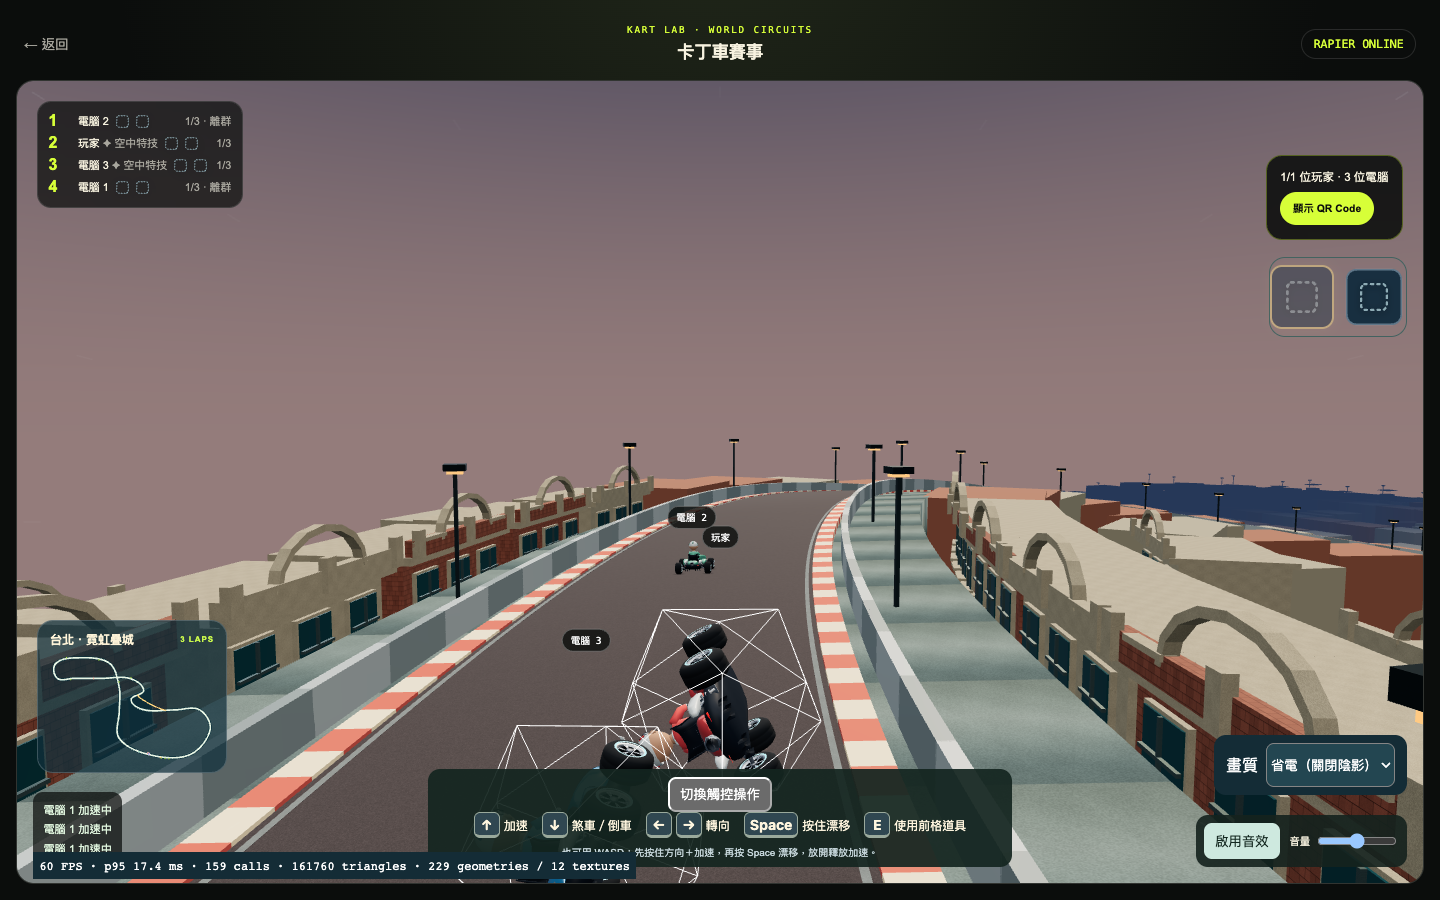 ← 返回
KART LAB · WORLD CIRCUITS
卡丁車賽事
RAPIER ONLINE
1 電腦 2 1/3 · 離群
2 玩家 ✦ 空中特技 1/3
3 電腦 3 ✦ 空中特技 1/3
4 電腦 1 1/3 · 離群
1/1 位玩家 · 3 位電腦
顯示 QR Code
電腦 2
玩家
電腦 3
台北 · 霓虹疊城 3 LAPS
畫質 省電（關閉陰影）
切換觸控操作
↑ 加速 ↓ 煞車 / 倒車 ← → 轉向 Space 按住漂移 E 使用前格道具
也可用 WASD；先按住方向＋加速，再按 Space 漂移，放開釋放加速。
啟用音效 音量
電腦 1 加速中
電腦 1 加速中
電腦 1 加速中
60 FPS · p95 17.4 ms · 159 calls · 161760 triangles · 229 geometries / 12 textures